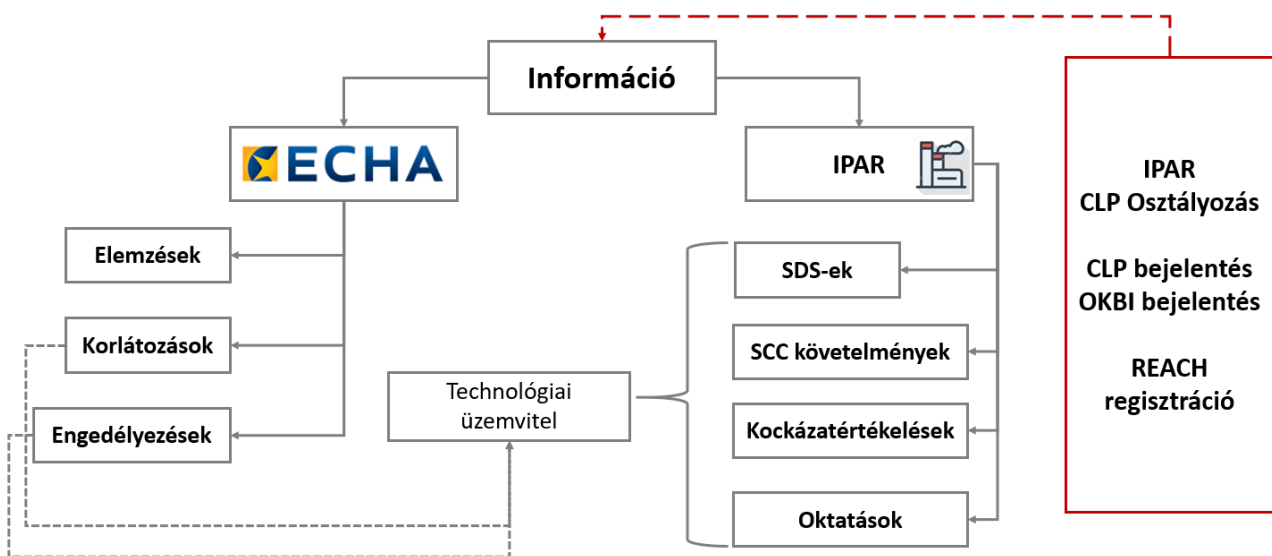 Információ
ECHA
IPAR
Elemzések
Korlátozások
Engedélyezések
Technológiai
üzemvitel
SDS-ek
SCC követelmények
Kockázatértékelések
Oktatások
IPAR
CLP Osztályozás
CLP bejelentés
OKBI bejelentés
REACH
regisztráció